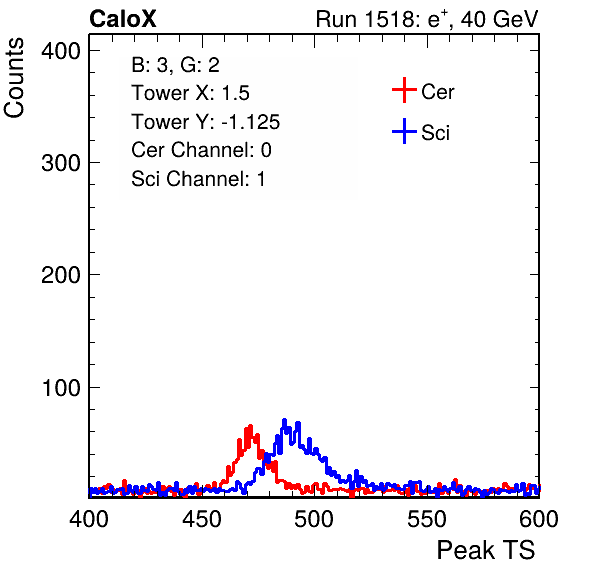 CaloX
Run 1518: e+, 40 GeV
Counts
400
300
200
100
B: 3, G: 2
Tower X: 1.5
Tower Y: -1.125
Cer Channel: 0
Sci Channel: 1
Cer
Sci
400 450 500 550 600
Peak TS